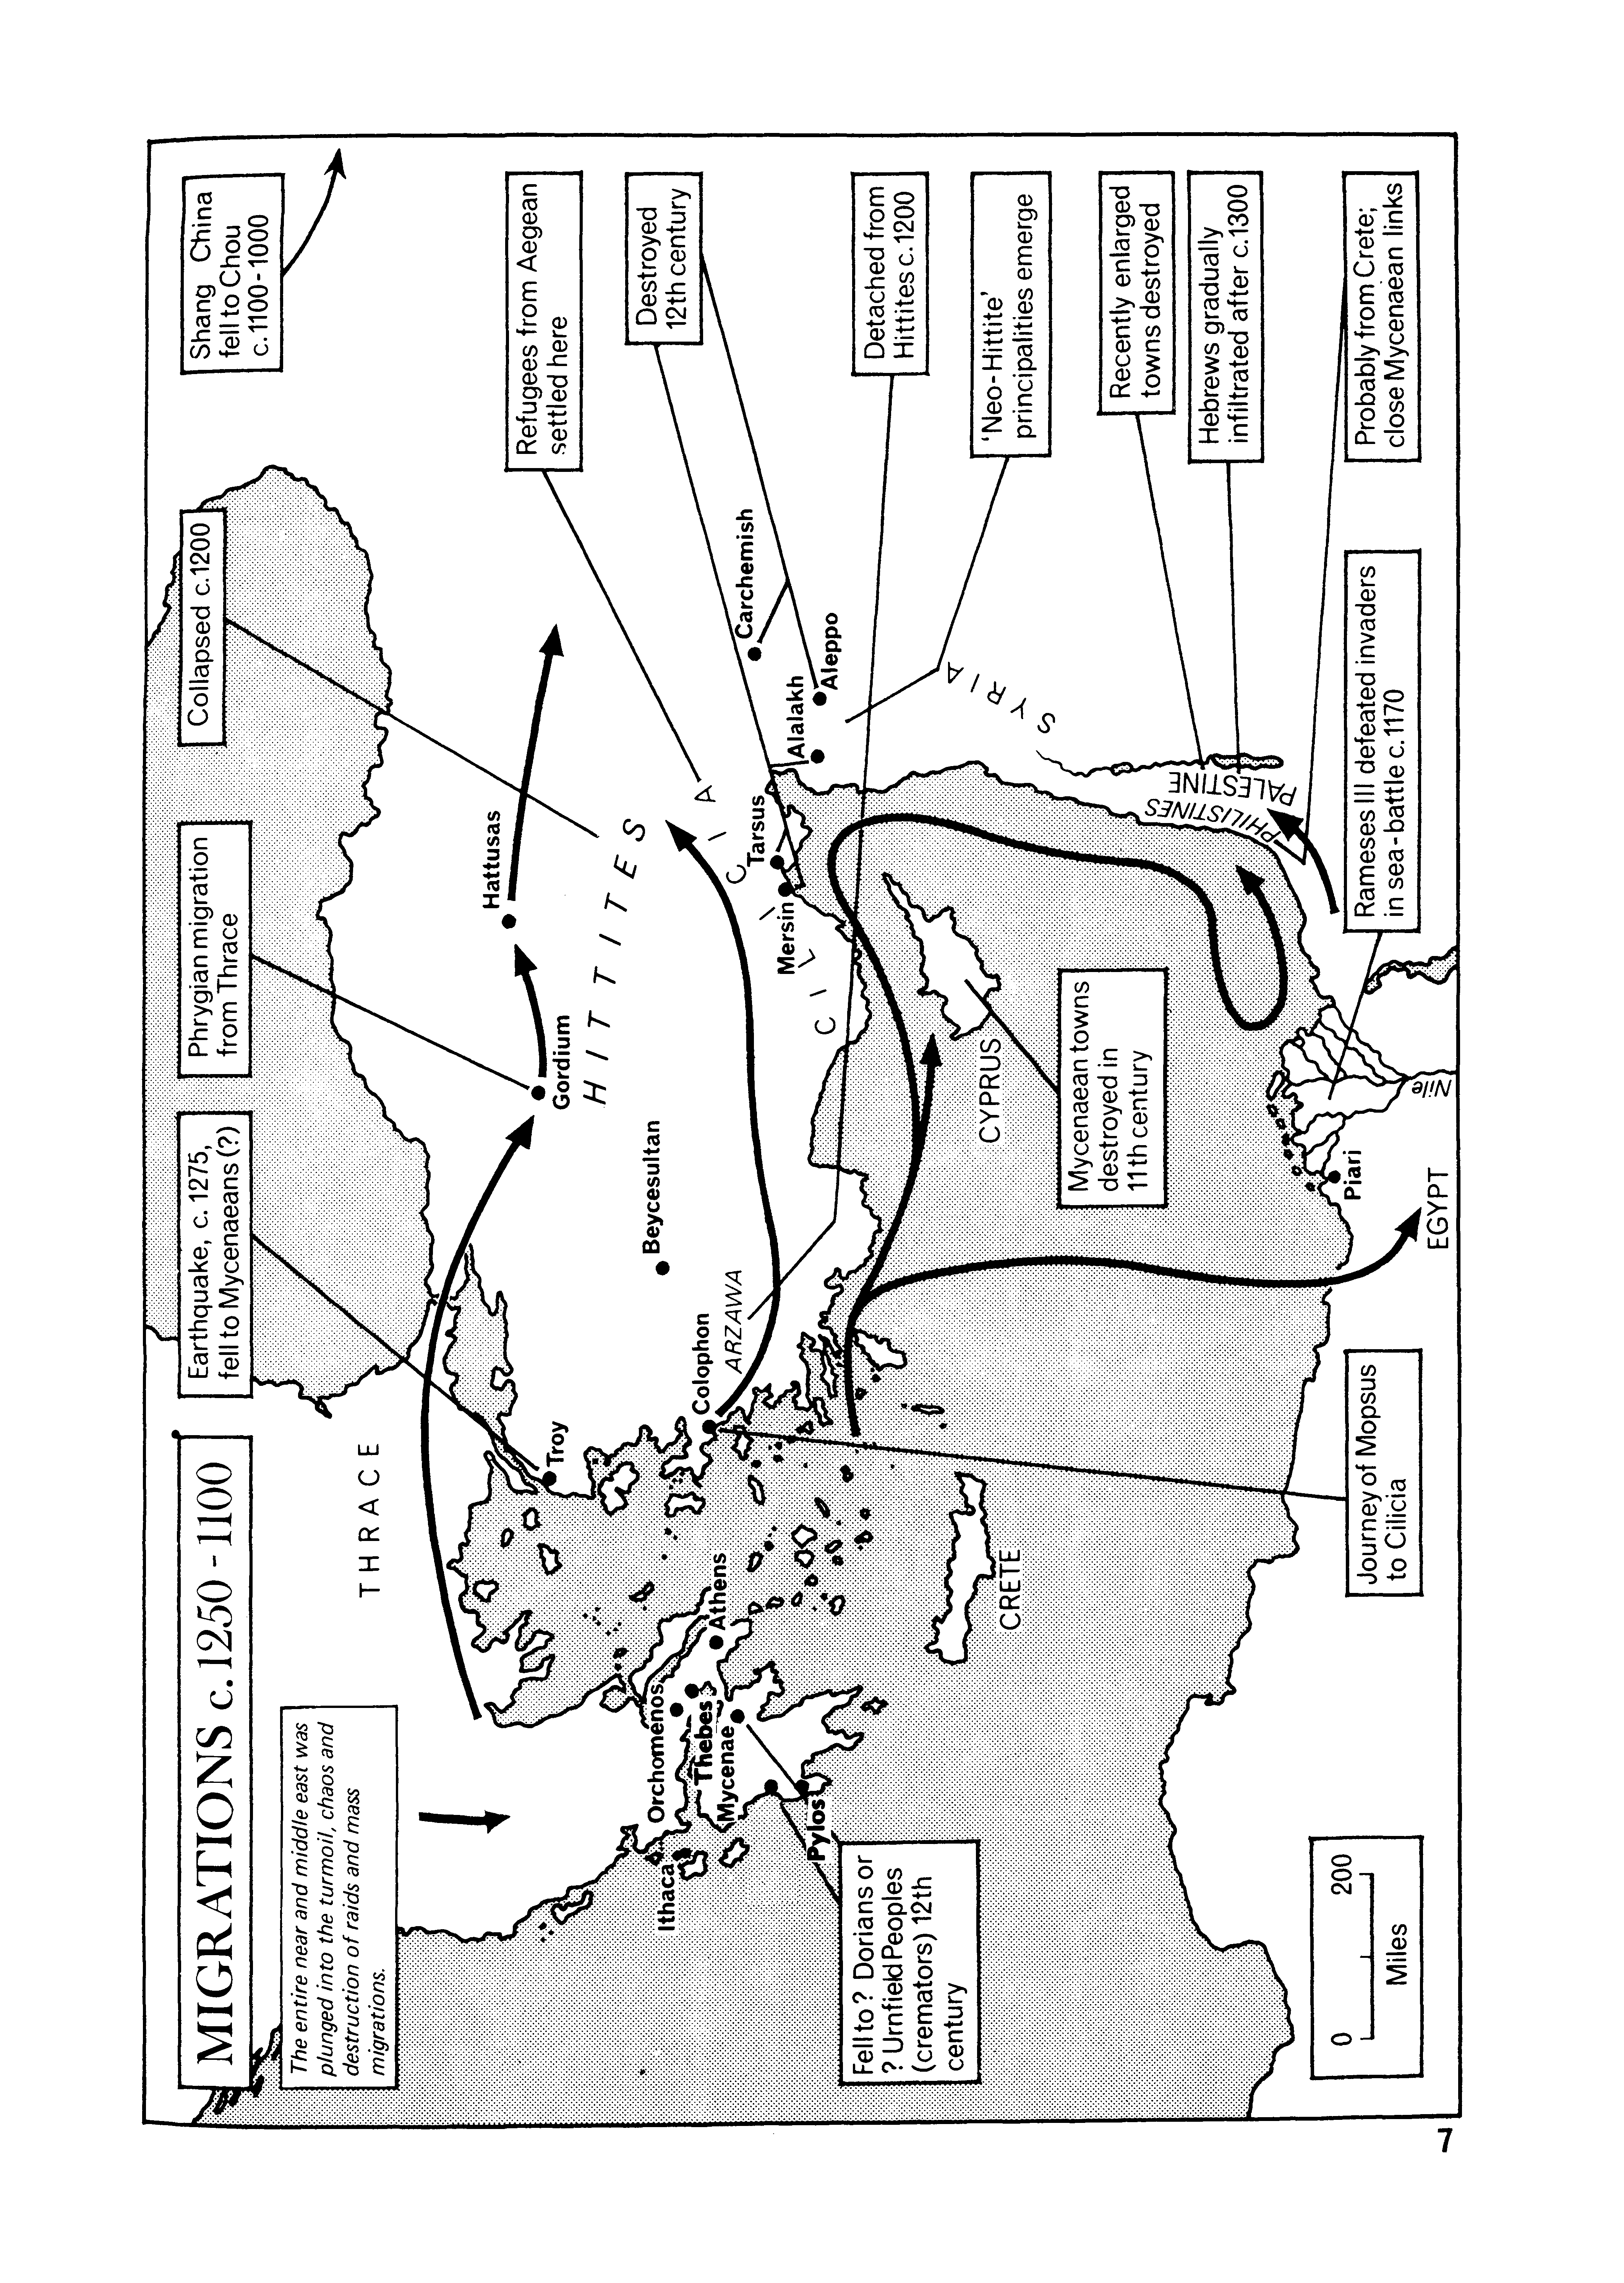 MIGRATIONS c.1250 - 1100
The entire near and middle east was
plunged into the turmoil, chaos and
destruction of raids and mass
migrations.
Earthquake, c. 1275,
fell to Mycenaeans (?)
Phrygian migration
from Thrace
Collapsed c.1200
Shang China
fell to Chou
c. 1100 - 1000
THRACE
Refugees from Aegean
settled here
Destroyed
12th century
Detached from
Hittites c.1200
'Neo-Hittite'
principalities emerge
Recently enlarged
towns destroyed
Hebrews gradually
infiltrated after c.1300
Probably from Crete;
close Mycenaean links
Rameses III defeated invaders
in sea-battle c.1170
Mycenaean towns
destroyed in
11th century
Journey of Mopsus
to Cilicia
Fell to ? Dorians or
? Urnfield Peoples
(cremators) 12th
century
Troy
Gordium
Hattusas
HITTITES
Beycesultan
Colophon
ARZAWA
CILICIA
Mersin
Tarsus
Alalakh
Aleppo
Carchemish
SYRIA
PALESTINE
PHILISTINES
CYPRUS
CRETE
Athens
Orchomenos
Thebes
Mycenae
Ithaca
Pylos
Piari
EGYPT
Nile
0 200
Miles
7